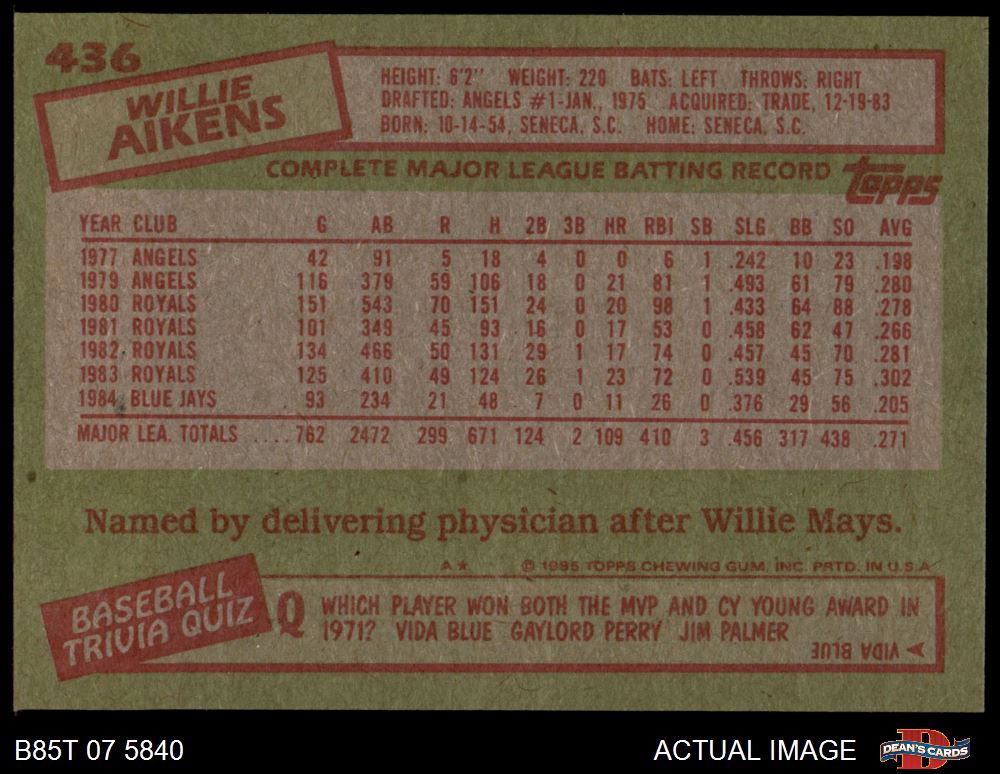 436
WILLIE
AIKENS
HEIGHT: 6'2" WEIGHT: 220 BATS: LEFT THROWS: RIGHT
DRAFTED: ANGELS #1-JAN., 1975 ACQUIRED: TRADE, 12-19-83
BORN: 10-14-54, SENECA, S.C. HOME: SENECA, S.C.
COMPLETE MAJOR LEAGUE BATTING RECORD
topps
YEAR CLUB G AB R H 2B 3B HR RBI SB SLG BB SO AVG
1977 ANGELS 42 91 5 18 4 0 0 6 1 .242 10 23 .198
1979 ANGELS 116 379 59 106 18 0 21 81 1 .493 61 79 .280
1980 ROYALS 151 543 70 151 24 0 20 98 1 .433 64 88 .278
1981 ROYALS 101 349 45 93 16 0 17 53 0 .458 62 47 .266
1982 ROYALS 134 466 50 131 29 1 17 74 0 .457 45 70 .281
1983 ROYALS 125 410 49 124 26 1 23 72 0 .539 45 75 .302
1984 BLUE JAYS 93 234 21 48 7 0 11 26 0 .376 29 56 .205
MAJOR LEA. TOTALS ....762 2472 299 671 124 2 109 410 3 .456 317 438 .271
Named by delivering physician after Willie Mays.
A* © 1985 TOPPS CHEWING GUM, INC. PRTD. IN U.S.A.
BASEBALL
TRIVIA QUIZ
Q WHICH PLAYER WON BOTH THE MVP AND CY YOUNG AWARD IN
1971? VIDA BLUE GAYLORD PERRY JIM PALMER
A VIDA BLUE
B85T 07 5840
ACTUAL IMAGE
DEAN'S CARDS